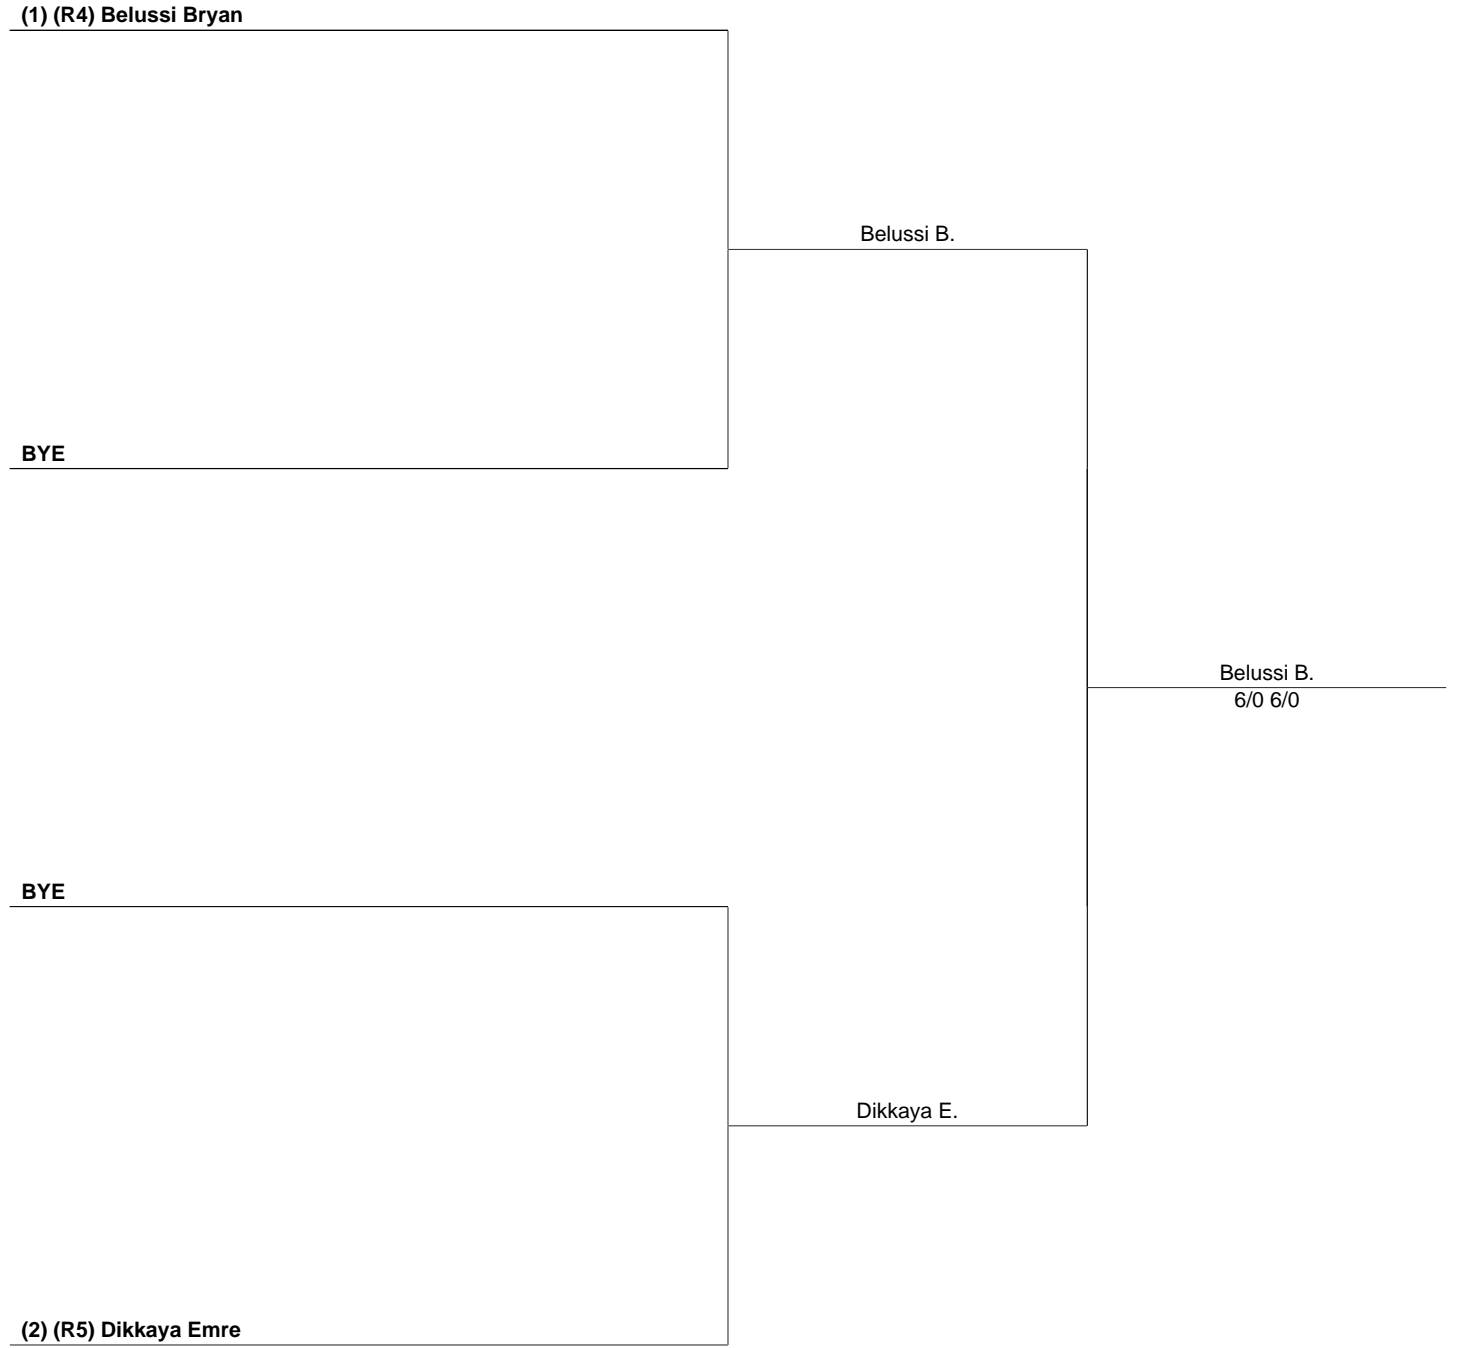 (1) (R4) Belussi Bryan
Belussi B.
BYE
Belussi B.
6/0 6/0
BYE
Dikkaya E.
(2) (R5) Dikkaya Emre